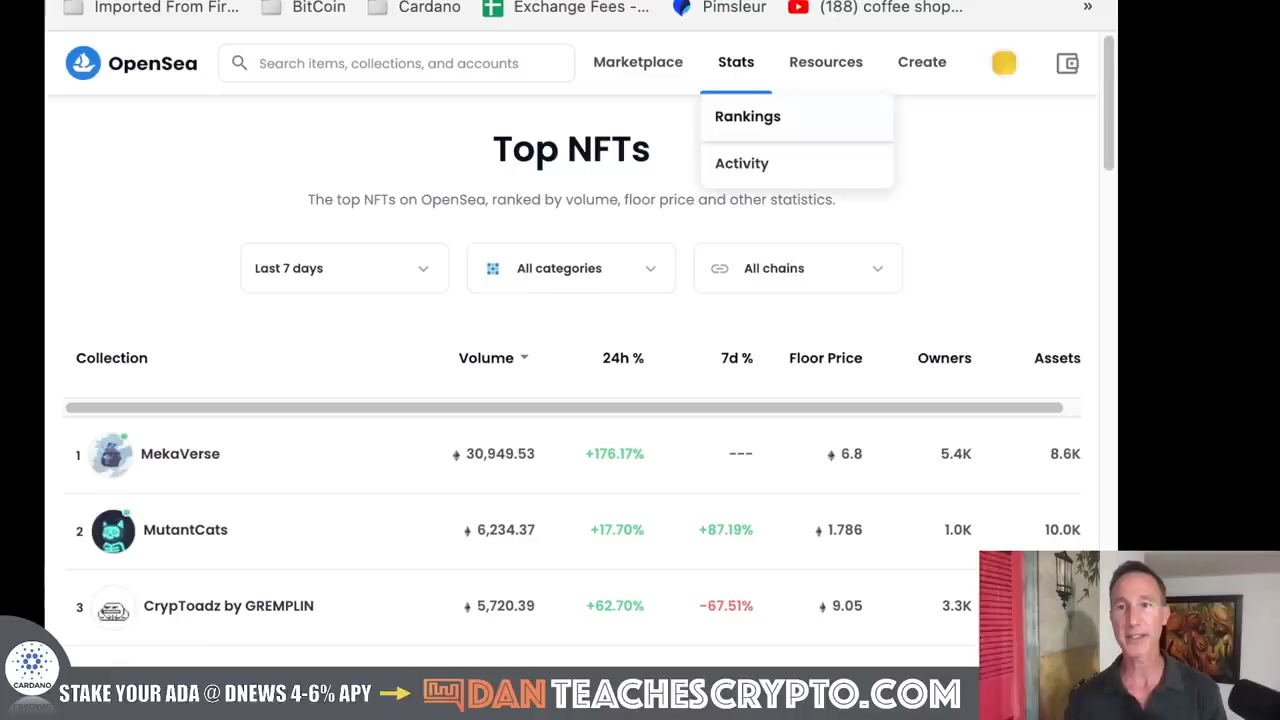 Imported From Fir... BitCoin Cardano Exchange Fees -... Pimsleur (188) coffee shop... »
OpenSea Search items, collections, and accounts Marketplace Stats Resources Create
Rankings
Activity
Top NFTs
The top NFTs on OpenSea, ranked by volume, floor price and other statistics.
Last 7 days All categories All chains
Collection Volume 24h % 7d % Floor Price Owners Assets
1 MekaVerse 30,949.53 +176.17% --- 6.8 5.4K 8.6K
2 MutantCats 6,234.37 +17.70% +87.19% 1.786 1.0K 10.0K
3 CrypToadz by GREMPLIN 5,720.39 +62.70% -67.51% 9.05 3.3K
CARDANO
STAKE YOUR ADA @ DNEWS 4-6% APY DANTEACHESCRYPTO.COM